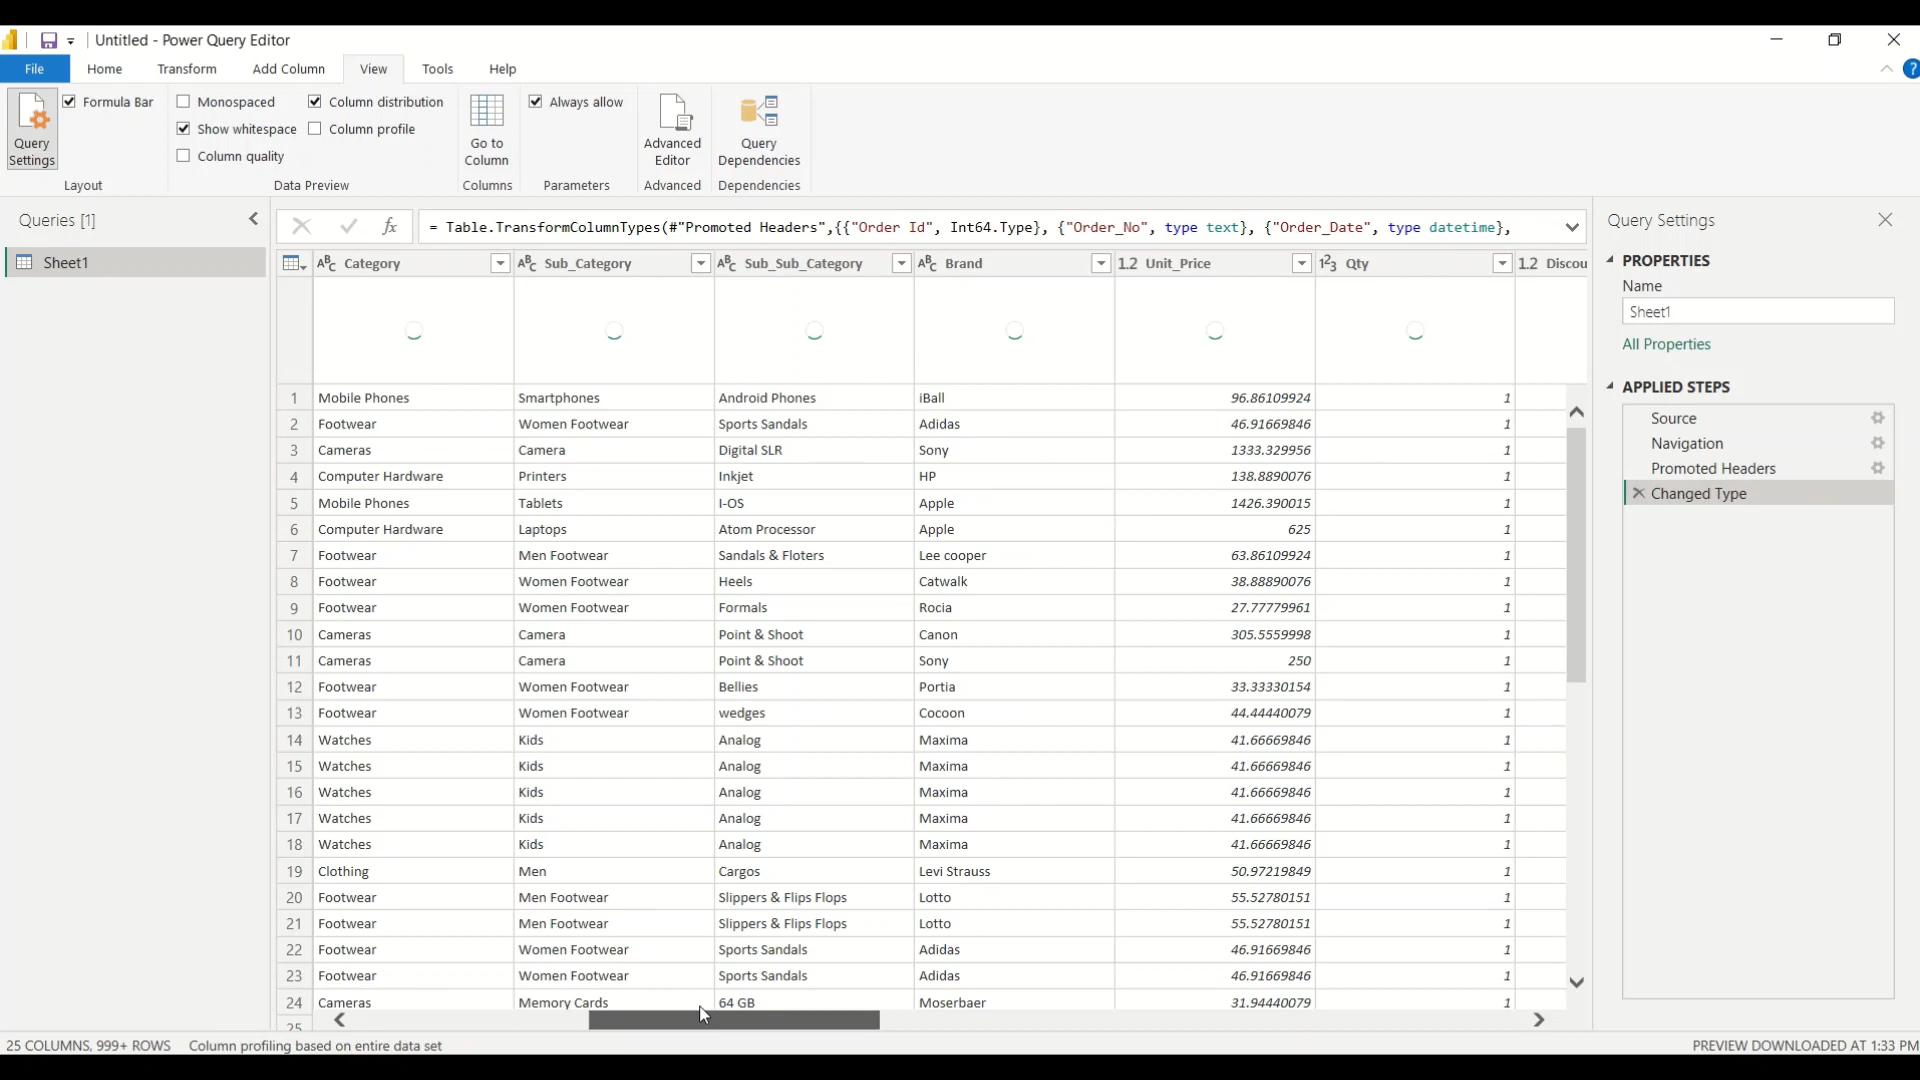 Untitled - Power Query Editor
File Home Transform Add Column View Tools Help
Query Settings
Formula Bar
Layout
Monospaced
Show whitespace
Column quality
Column distribution
Column profile
Data Preview
Go to Column
Columns
Always allow
Parameters
Advanced Editor
Advanced
Query Dependencies
Dependencies
Queries [1]
Sheet1
fx = Table.TransformColumnTypes(#"Promoted Headers",{{"Order Id", Int64.Type}, {"Order_No", type text}, {"Order_Date", type datetime},
ABC Category ABC Sub_Category ABC Sub_Sub_Category ABC Brand 1.2 Unit_Price 123 Qty 1.2 Discou
1 Mobile Phones Smartphones Android Phones iBall 96.86109924 1
2 Footwear Women Footwear Sports Sandals Adidas 46.91669846 1
3 Cameras Camera Digital SLR Sony 1333.329956 1
4 Computer Hardware Printers Inkjet HP 138.8890076 1
5 Mobile Phones Tablets I-OS Apple 1426.390015 1
6 Computer Hardware Laptops Atom Processor Apple 625 1
7 Footwear Men Footwear Sandals & Floters Lee cooper 63.86109924 1
8 Footwear Women Footwear Heels Catwalk 38.88890076 1
9 Footwear Women Footwear Formals Rocia 27.77779961 1
10 Cameras Camera Point & Shoot Canon 305.5559998 1
11 Cameras Camera Point & Shoot Sony 250 1
12 Footwear Women Footwear Bellies Portia 33.33330154 1
13 Footwear Women Footwear wedges Cocoon 44.44440079 1
14 Watches Kids Analog Maxima 41.66669846 1
15 Watches Kids Analog Maxima 41.66669846 1
16 Watches Kids Analog Maxima 41.66669846 1
17 Watches Kids Analog Maxima 41.66669846 1
18 Watches Kids Analog Maxima 41.66669846 1
19 Clothing Men Cargos Levi Strauss 50.97219849 1
20 Footwear Men Footwear Slippers & Flips Flops Lotto 55.52780151 1
21 Footwear Men Footwear Slippers & Flips Flops Lotto 55.52780151 1
22 Footwear Women Footwear Sports Sandals Adidas 46.91669846 1
23 Footwear Women Footwear Sports Sandals Adidas 46.91669846 1
24 Cameras Memory Cards 64 GB Moserbaer 31.94440079 1
25
Query Settings
PROPERTIES
Name
Sheet1
All Properties
APPLIED STEPS
Source
Navigation
Promoted Headers
Changed Type
25 COLUMNS, 999+ ROWS Column profiling based on entire data set PREVIEW DOWNLOADED AT 1:33 PM